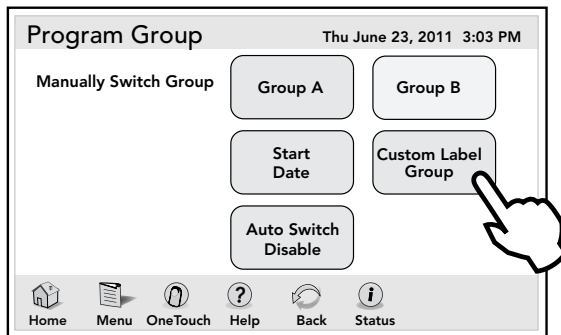 Program Group
Thu June 23, 2011 3:03 PM
Manually Switch Group
Group A
Group B
Start
Date
Custom Label
Group
Auto Switch
Disable
Home
Menu
OneTouch
Help
Back
Status